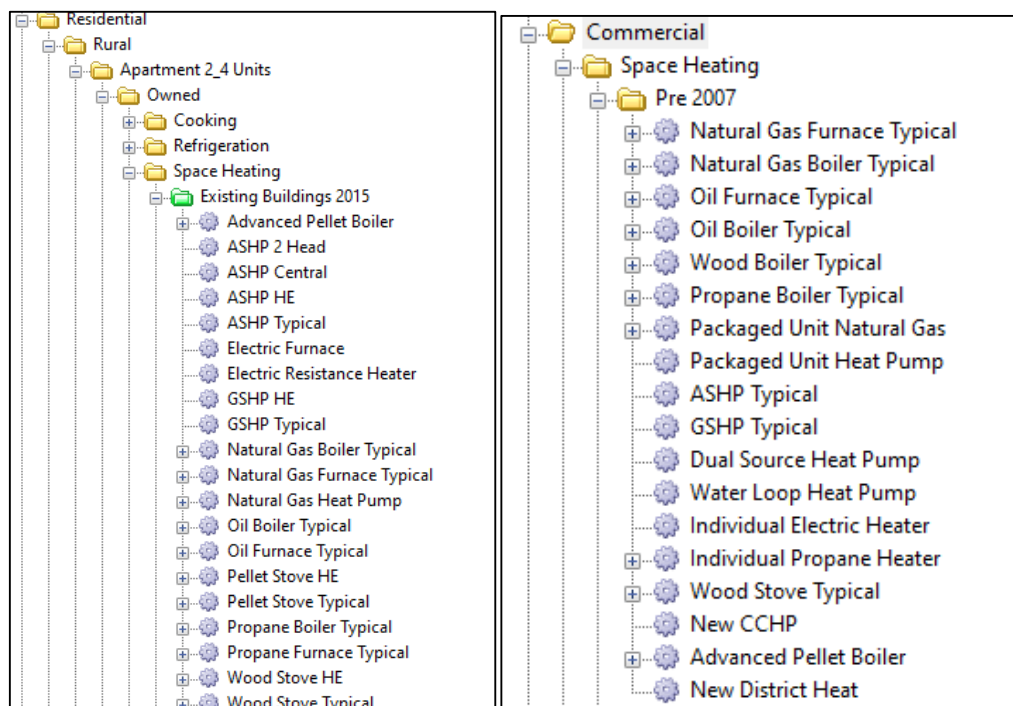 Residential
Rural
Apartment 2_4 Units
Owned
Cooking
Refrigeration
Space Heating
Existing Buildings 2015
Advanced Pellet Boiler
ASHP 2 Head
ASHP Central
ASHP HE
ASHP Typical
Electric Furnace
Electric Resistance Heater
GSHP HE
GSHP Typical
Natural Gas Boiler Typical
Natural Gas Furnace Typical
Natural Gas Heat Pump
Oil Boiler Typical
Oil Furnace Typical
Pellet Stove HE
Pellet Stove Typical
Propane Boiler Typical
Propane Furnace Typical
Wood Stove HE
Wood Stove Typical
Commercial
Space Heating
Pre 2007
Natural Gas Furnace Typical
Natural Gas Boiler Typical
Oil Furnace Typical
Oil Boiler Typical
Wood Boiler Typical
Propane Boiler Typical
Packaged Unit Natural Gas
Packaged Unit Heat Pump
ASHP Typical
GSHP Typical
Dual Source Heat Pump
Water Loop Heat Pump
Individual Electric Heater
Individual Propane Heater
Wood Stove Typical
New CCHP
Advanced Pellet Boiler
New District Heat